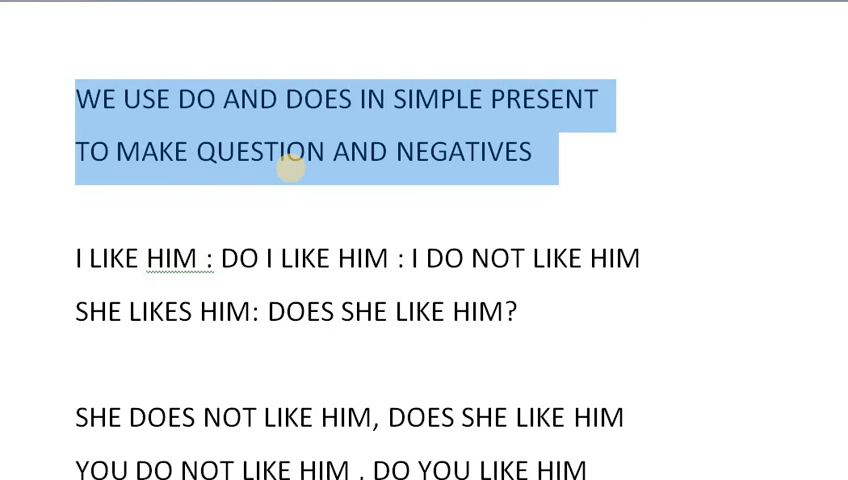 WE USE DO AND DOES IN SIMPLE PRESENT
TO MAKE QUESTION AND NEGATIVES
I LIKE HIM : DO I LIKE HIM : I DO NOT LIKE HIM
SHE LIKES HIM: DOES SHE LIKE HIM?
SHE DOES NOT LIKE HIM, DOES SHE LIKE HIM
YOU DO NOT LIKE HIM , DO YOU LIKE HIM